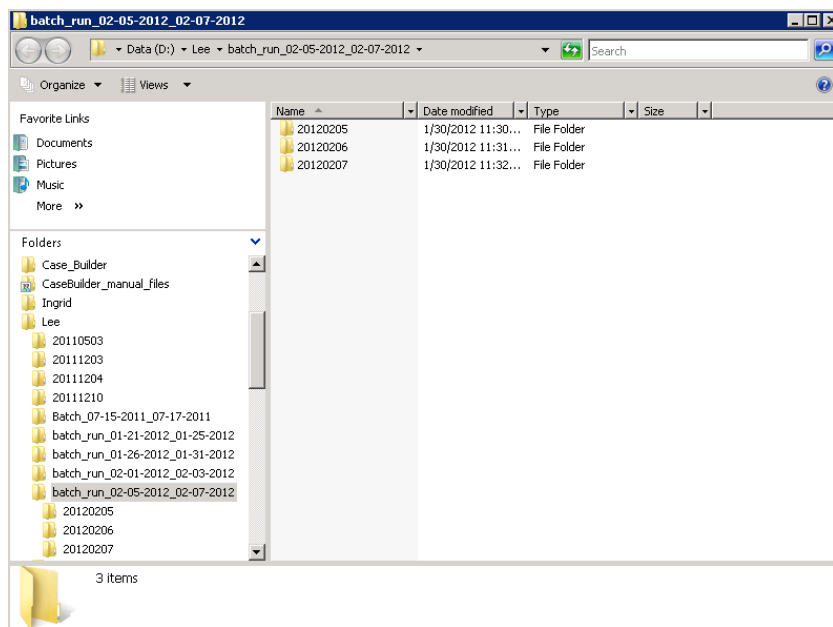 batch_run_02-05-2012_02-07-2012
Data (D:) Lee batch_run_02-05-2012_02-07-2012
Search
Organize Views
Favorite Links
Documents
Pictures
Music
More »
Folders
Case_Builder
CaseBuilder_manual_files
Ingrid
Lee
20110503
20111203
20111204
20111210
Batch_07-15-2011_07-17-2011
batch_run_01-21-2012_01-25-2012
batch_run_01-26-2012_01-31-2012
batch_run_02-01-2012_02-03-2012
batch_run_02-05-2012_02-07-2012
20120205
20120206
20120207
Name Date modified Type Size
20120205 1/30/2012 11:30... File Folder
20120206 1/30/2012 11:31... File Folder
20120207 1/30/2012 11:32... File Folder
3 items